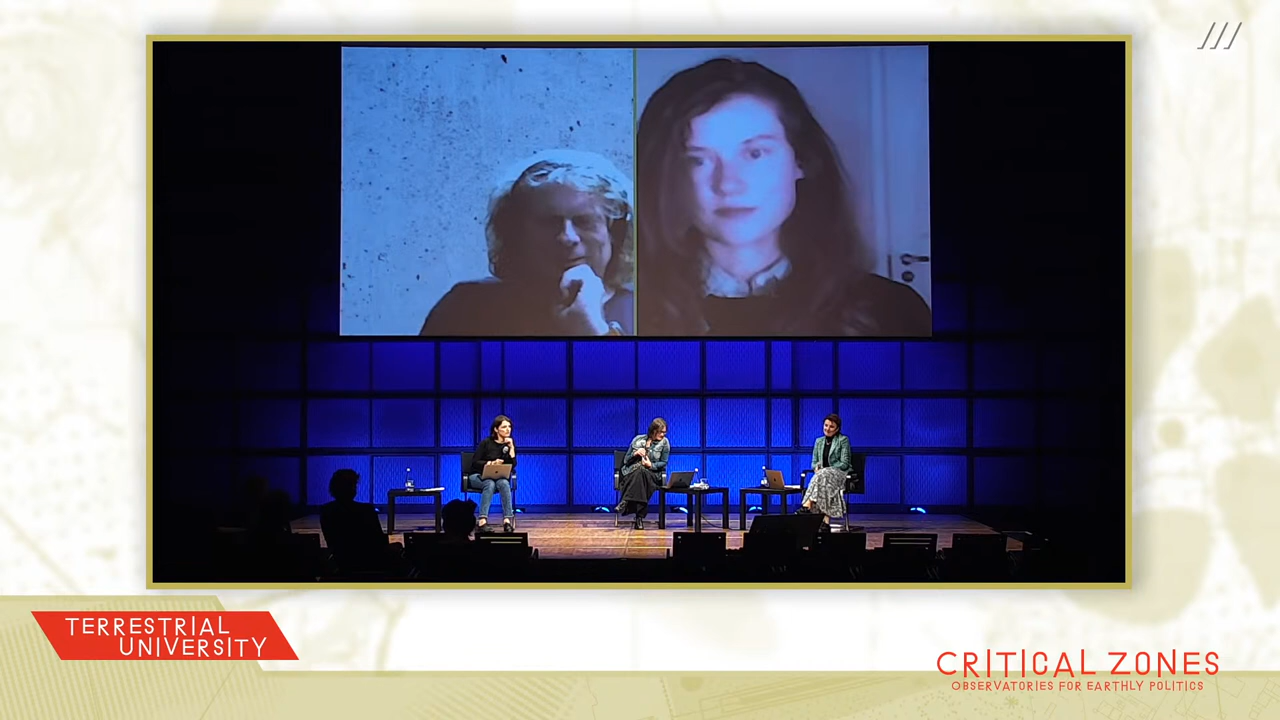 ///
TERRESTRIAL
UNIVERSITY
CRITICAL ZONES
OBSERVATORIES FOR EARTHLY POLITICS